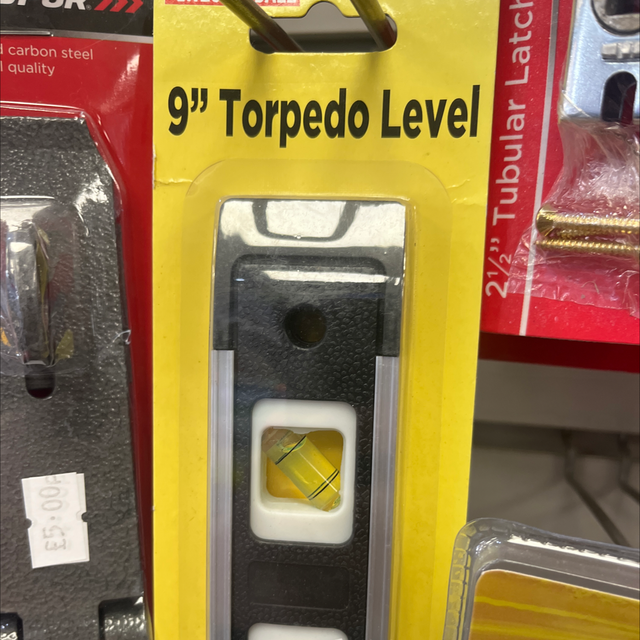 carbon steel
quality
9" Torpedo Level
2½" Tubular Latch
£5.00